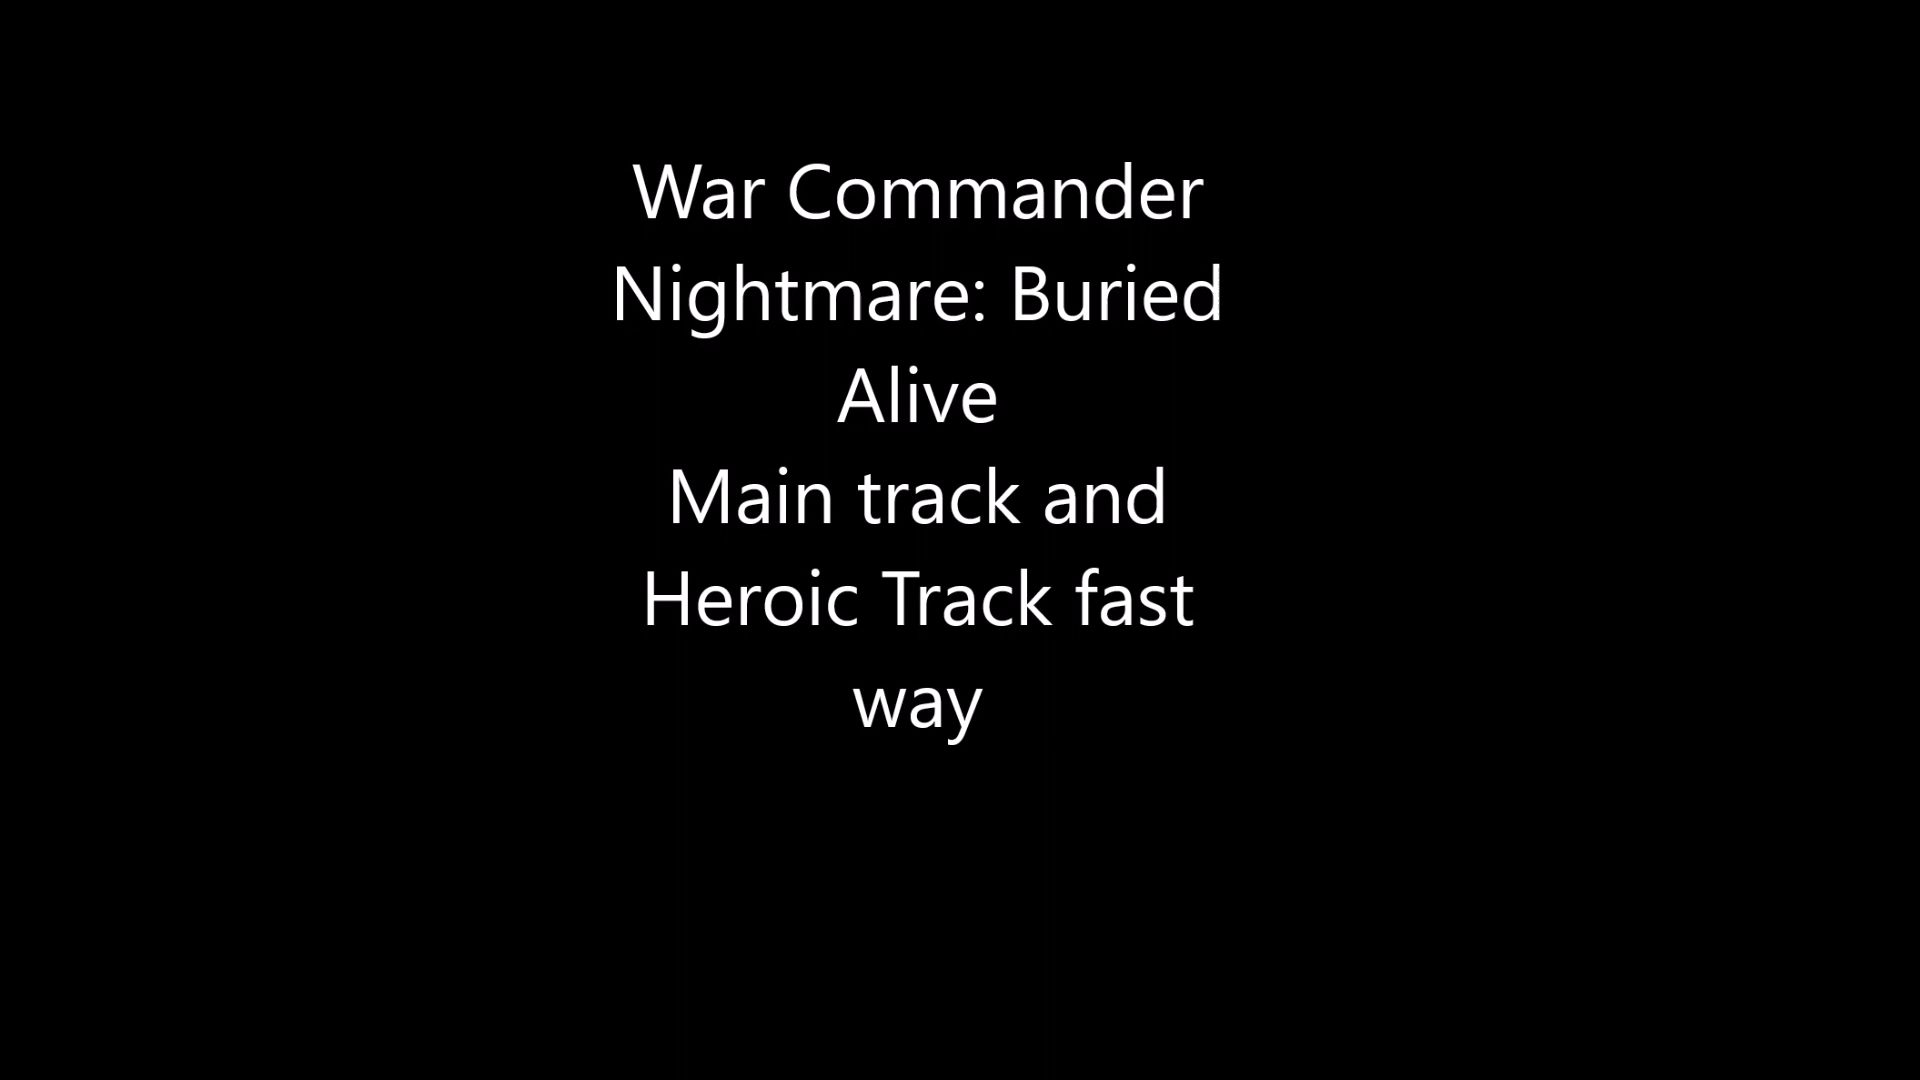 War Commander
Nightmare: Buried
Alive
Main track and
Heroic Track fast
way